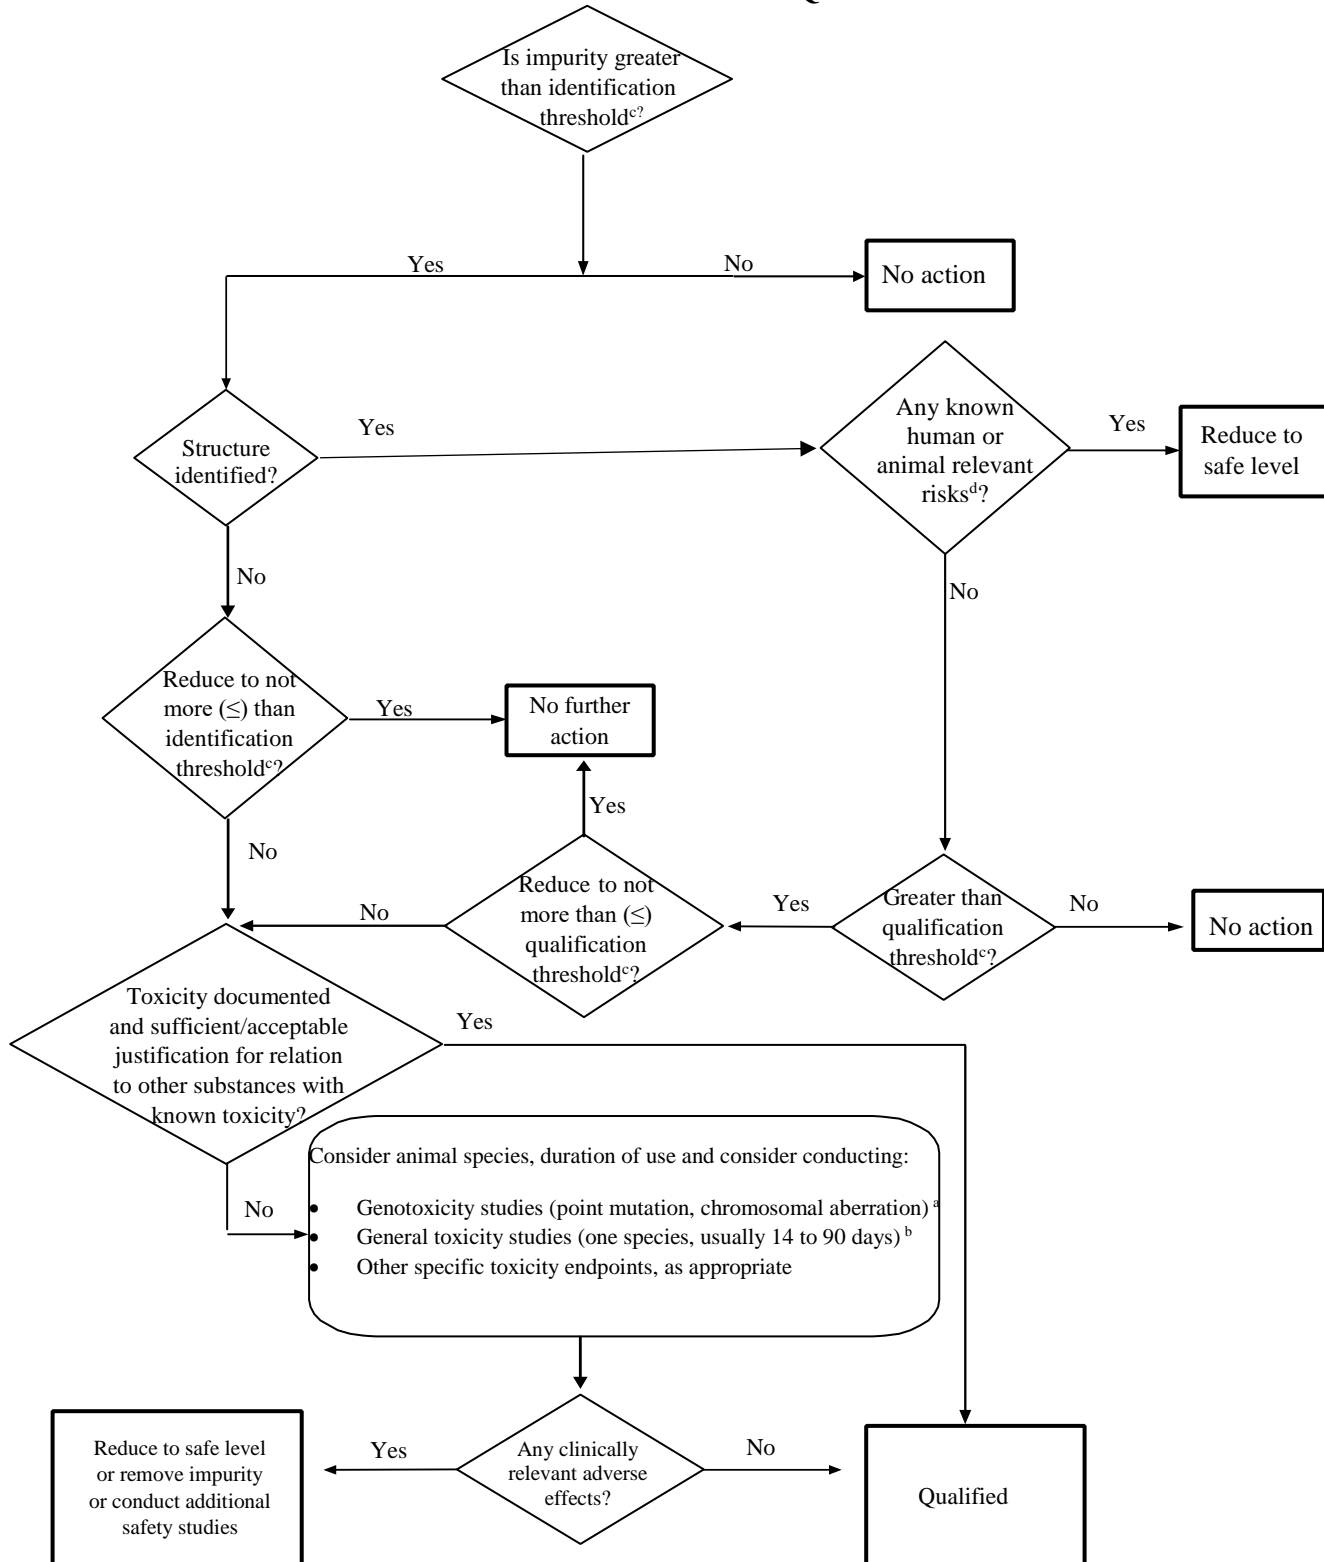 Q
Is impurity greater
than identification
threshold^c?
Yes
No
No action
Structure
identified?
Yes
Any known
human or
animal relevant
risks^d?
Yes
Reduce to
safe level
No
No
Reduce to not
more (≤) than
identification
threshold^c?
Yes
No further
action
Yes
No
Reduce to not
more than (≤)
qualification
threshold^c?
No
Yes
Greater than
qualification
threshold^c?
No
No action
Toxicity documented
and sufficient/acceptable
justification for relation
to other substances with
known toxicity?
Yes
No
Consider animal species, duration of use and consider conducting:
• Genotoxicity studies (point mutation, chromosomal aberration) ^a
• General toxicity studies (one species, usually 14 to 90 days) ^b
• Other specific toxicity endpoints, as appropriate
Reduce to safe level
or remove impurity
or conduct additional
safety studies
Yes
Any clinically
relevant adverse
effects?
No
Qualified